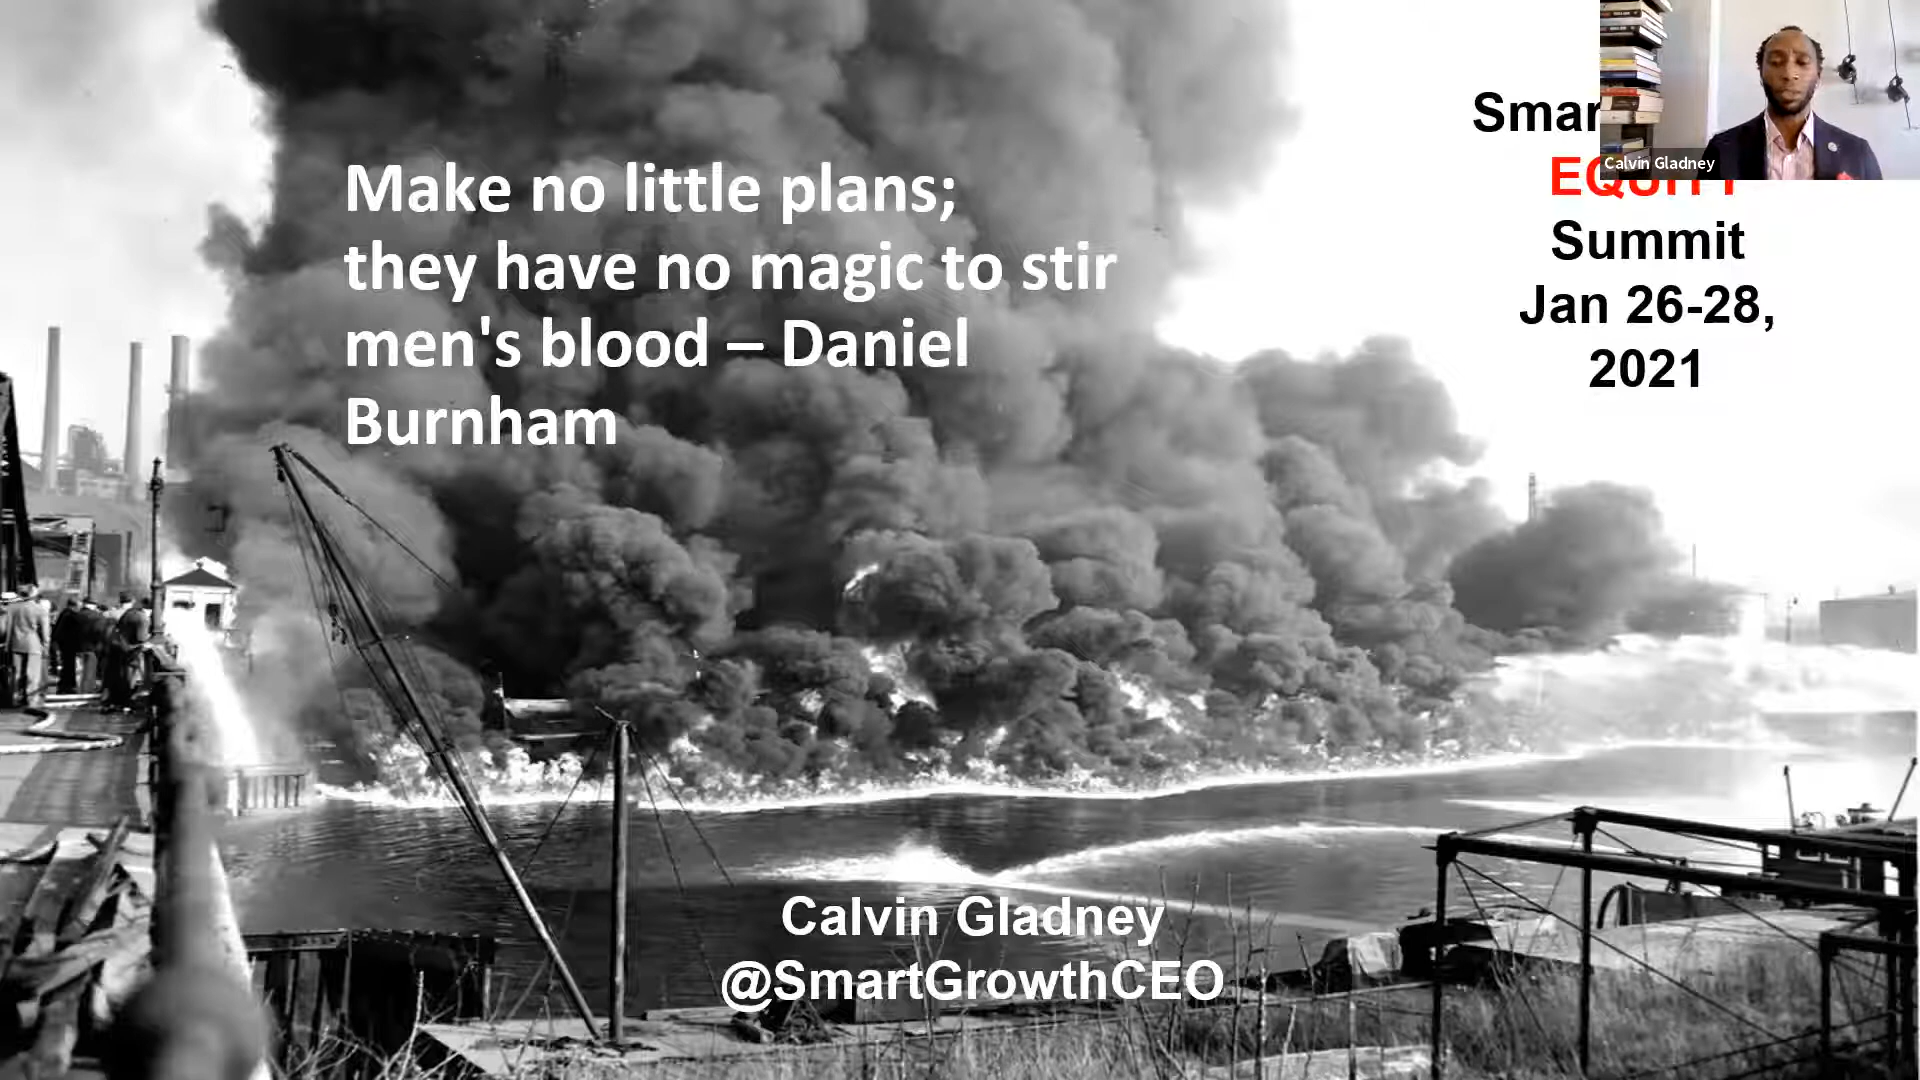 Make no little plans;
they have no magic to stir
men's blood – Daniel
Burnham
Calvin Gladney
EQUITY
Summit
Jan 26-28,
2021
Calvin Gladney
@SmartGrowthCEO